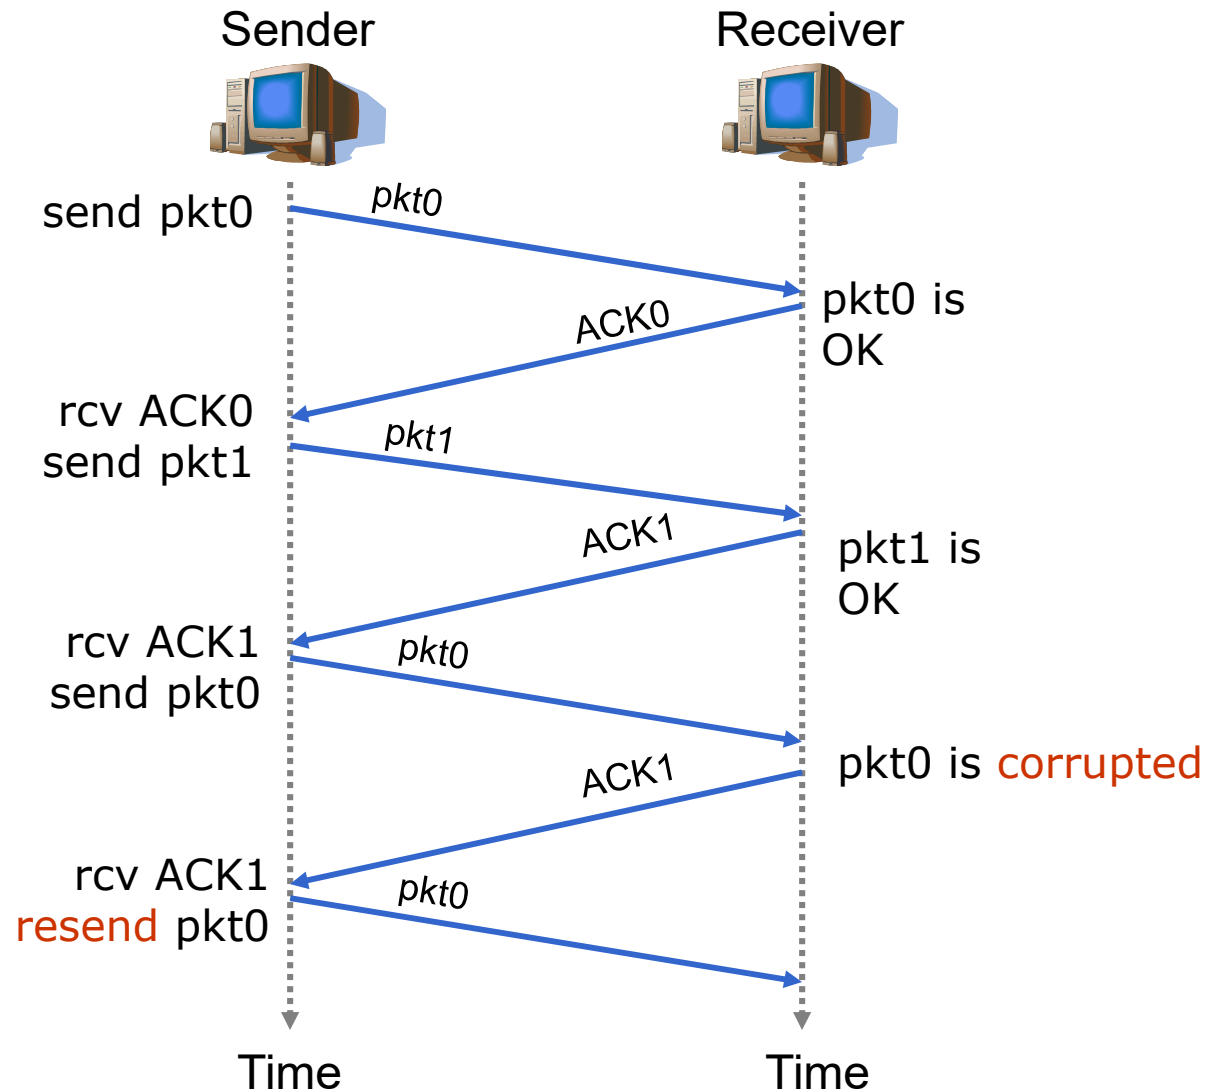 Sender
Receiver
send pkt0
pkt0
pkt0 is
OK
ACK0
rcv ACK0
send pkt1
pkt1
pkt1 is
OK
ACK1
rcv ACK1
send pkt0
pkt0
pkt0 is corrupted
ACK1
rcv ACK1
resend pkt0
pkt0
Time
Time